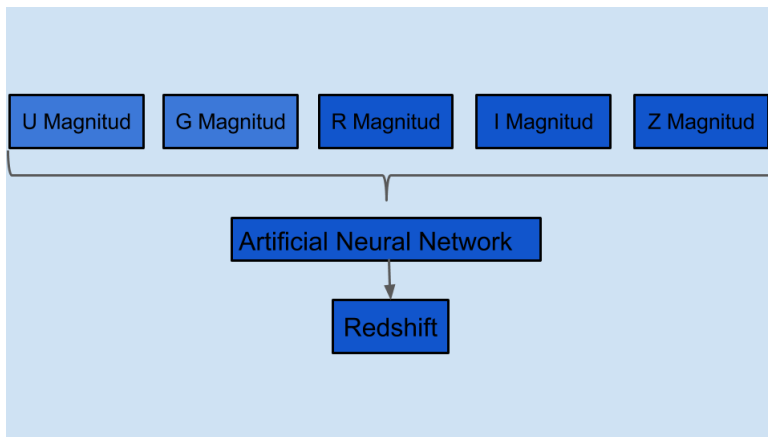 U Magnitud
G Magnitud
R Magnitud
I Magnitud
Z Magnitud
Artificial Neural Network
Redshift